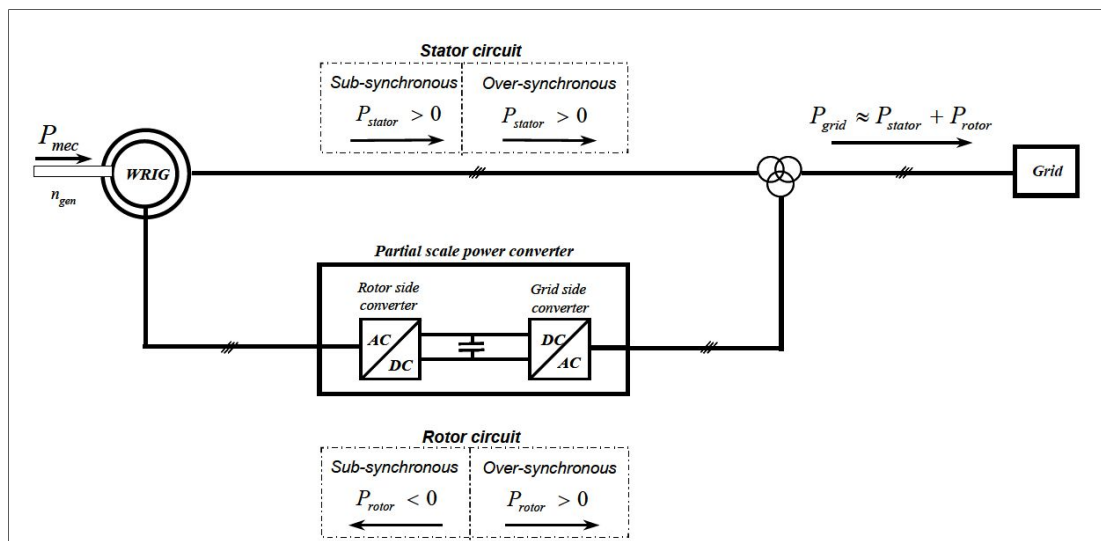 Stator circuit
Sub-synchronous Over-synchronous
P_stator > 0 P_stator > 0
P_grid ≈ P_stator + P_rotor
P_mec
WRIG
n_gen
Grid
Partial scale power converter
Rotor side
converter
Grid side
converter
AC
DC
DC
AC
Rotor circuit
Sub-synchronous Over-synchronous
P_rotor < 0 P_rotor > 0